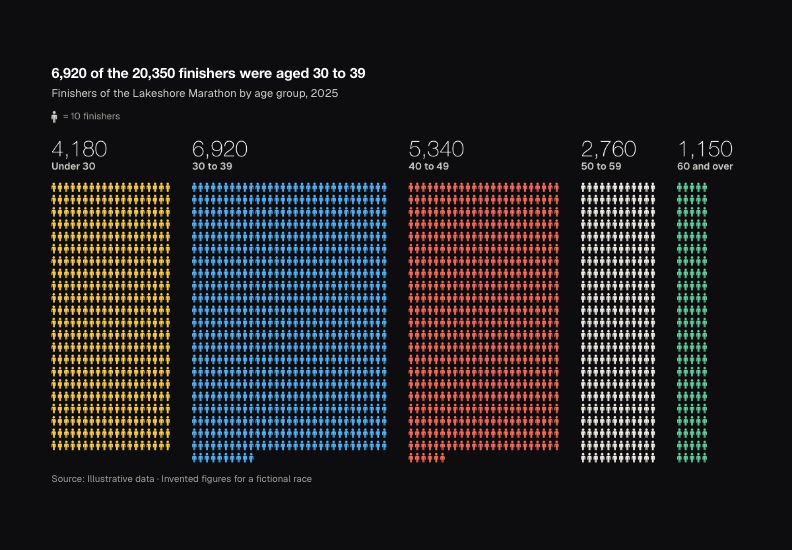 6,920 of the 20,350 finishers were aged 30 to 39
Finishers of the Lakeshore Marathon by age group, 2025
= 10 finishers
4,180
Under 30
6,920
30 to 39
5,340
40 to 49
2,760
50 to 59
1,150
60 and over
Source: Illustrative data · Invented figures for a fictional race